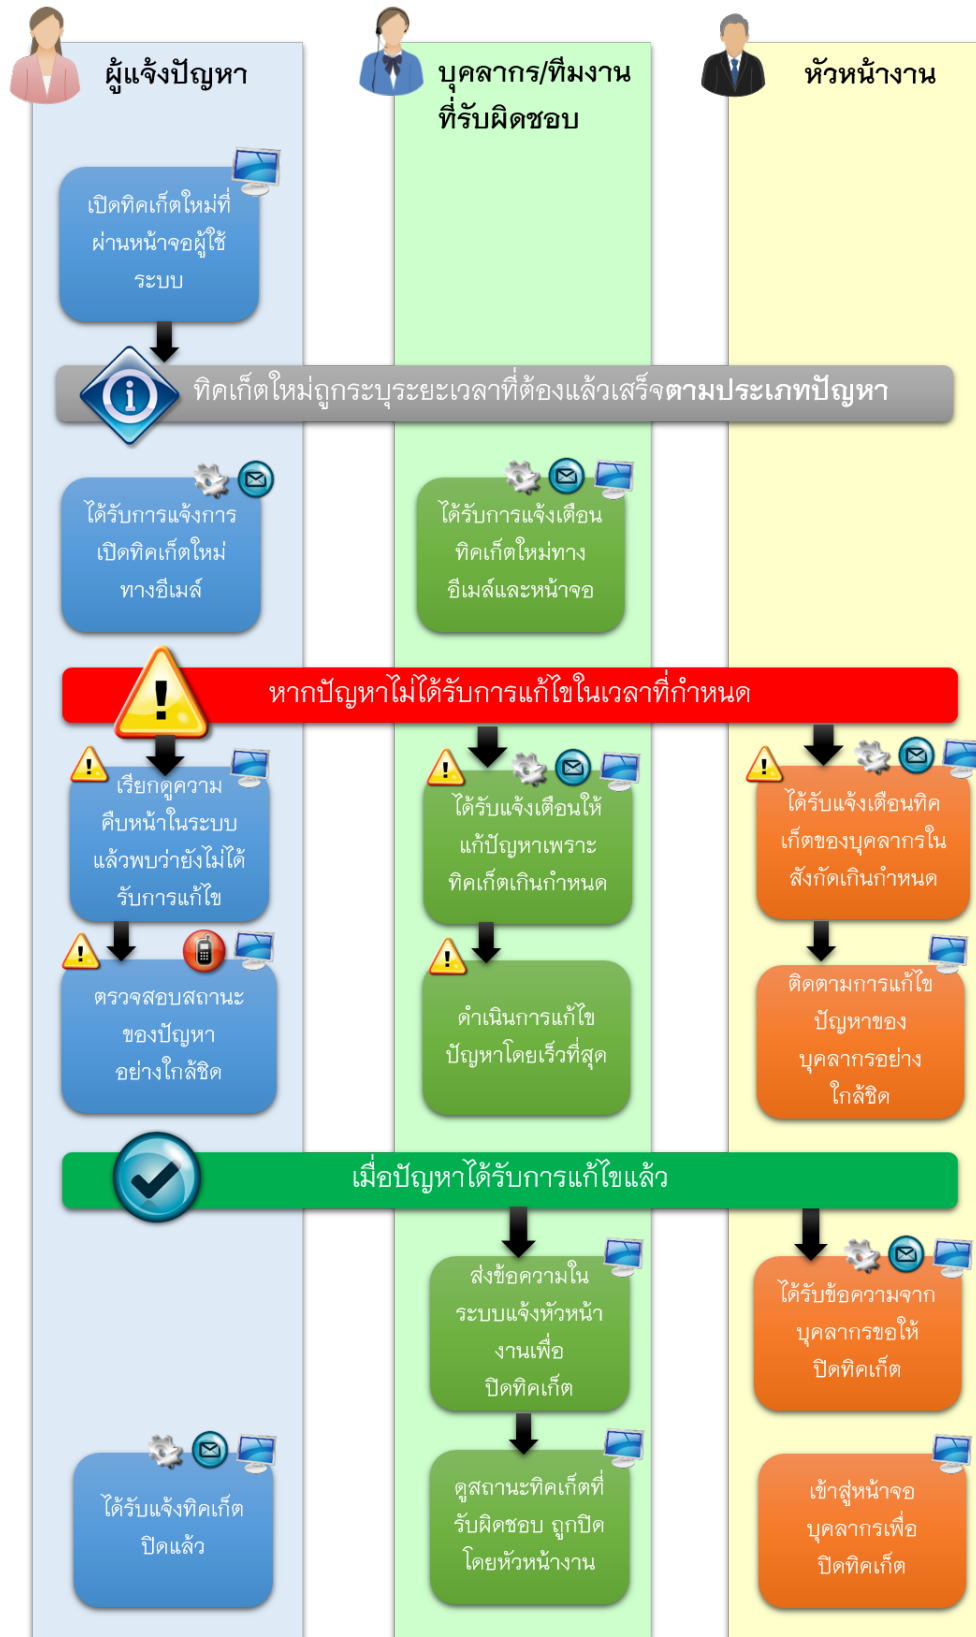 ผู้แจ้งปัญหา
บุคลากร/ทีมงาน
ที่รับผิดชอบ
หัวหน้างาน
เปิดทิคเก็ตใหม่ที่
ผ่านหน้าจอผู้ใช้
ระบบ
ทิคเก็ตใหม่ถูกระบุระยะเวลาที่ต้องแล้วเสร็จตามประเภทปัญหา
ได้รับการแจ้งการ
เปิดทิคเก็ตใหม่
ทางอีเมล์
ได้รับการแจ้งเตือน
ทิคเก็ตใหม่ทาง
อีเมล์และหน้าจอ
หากปัญหาไม่ได้รับการแก้ไขในเวลาที่กำหนด
เรียกดูความ
คืบหน้าในระบบ
แล้วพบว่ายังไม่ได้
รับการแก้ไข
ได้รับแจ้งเตือนให้
แก้ปัญหาเพราะ
ทิคเก็ตเกินกำหนด
ได้รับแจ้งเตือนทิค
เก็ตของบุคลากรใน
สังกัดเกินกำหนด
ตรวจสอบสถานะ
ของปัญหา
อย่างใกล้ชิด
ดำเนินการแก้ไข
ปัญหาโดยเร็วที่สุด
ติดตามการแก้ไข
ปัญหาของ
บุคลากรอย่าง
ใกล้ชิด
เมื่อปัญหาได้รับการแก้ไขแล้ว
ส่งข้อความใน
ระบบแจ้งหัวหน้า
งานเพื่อ
ปิดทิคเก็ต
ได้รับข้อความจาก
บุคลากรขอให้
ปิดทิคเก็ต
ได้รับแจ้งทิคเก็ต
ปิดแล้ว
ดูสถานะทิคเก็ตที่
รับผิดชอบ ถูกปิด
โดยหัวหน้างาน
เข้าสู่หน้าจอ
บุคลากรเพื่อ
ปิดทิคเก็ต